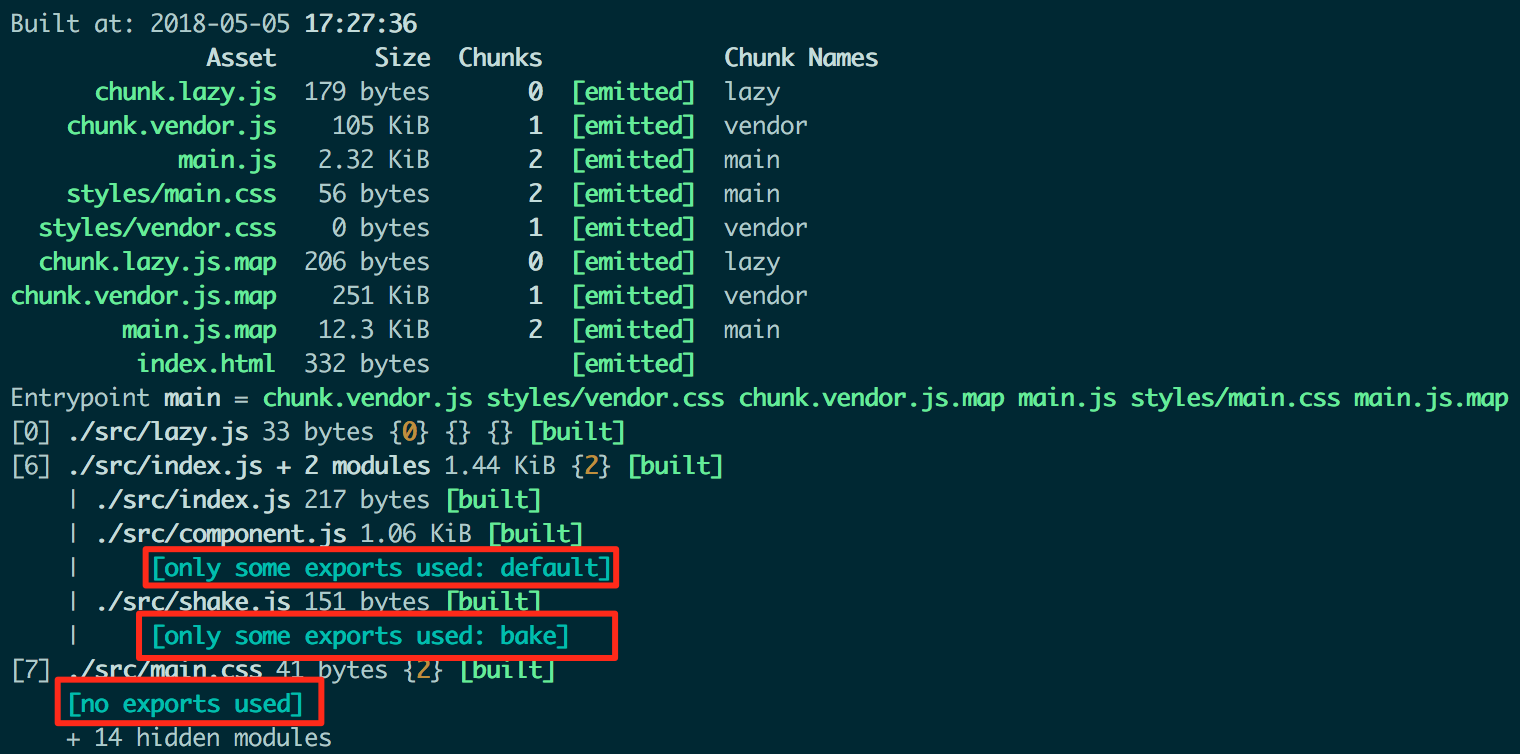 Built at: 2018-05-05 17:27:36
Asset Size Chunks Chunk Names
chunk.lazy.js 179 bytes 0 [emitted] lazy
chunk.vendor.js 105 KiB 1 [emitted] vendor
main.js 2.32 KiB 2 [emitted] main
styles/main.css 56 bytes 2 [emitted] main
styles/vendor.css 0 bytes 1 [emitted] vendor
chunk.lazy.js.map 206 bytes 0 [emitted] lazy
chunk.vendor.js.map 251 KiB 1 [emitted] vendor
main.js.map 12.3 KiB 2 [emitted] main
index.html 332 bytes [emitted]
Entrypoint main = chunk.vendor.js styles/vendor.css chunk.vendor.js.map main.js styles/main.css main.js.map
[0] ./src/lazy.js 33 bytes {0} {} {} [built]
[6] ./src/index.js + 2 modules 1.44 KiB {2} [built]
| ./src/index.js 217 bytes [built]
| ./src/component.js 1.06 KiB [built]
| [only some exports used: default]
| ./src/shake.js 151 bytes [built]
| [only some exports used: bake]
[7] ./src/main.css 41 bytes {2} [built]
[no exports used]
+ 14 hidden modules